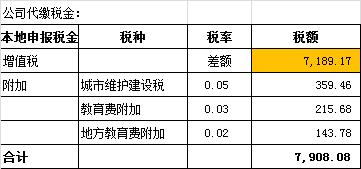 公司代缴税金:
本地申报税金 税种 税率 税额
增值税 差额 7,189.17
附加 城市维护建设税 0.05 359.46
教育费附加 0.03 215.68
地方教育费附加 0.02 143.78
合计 7,908.08